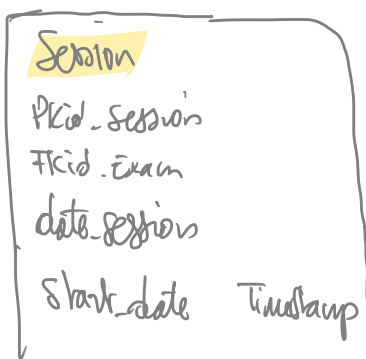 Session
PKid_session
FKid_Exam
date_session
start_date Timestamp